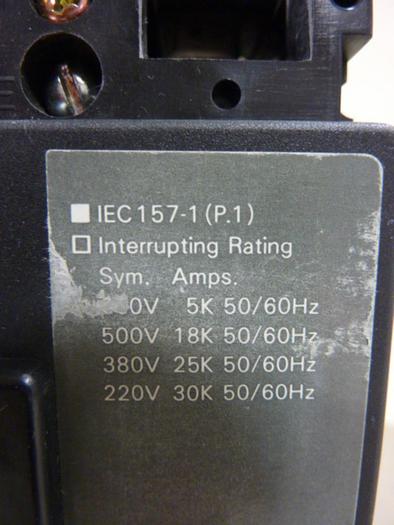 ■ IEC 157-1 (P.1)
□ Interrupting Rating
Sym. Amps.
5K 50/60Hz
500V 18K 50/60Hz
380V 25K 50/60Hz
220V 30K 50/60Hz